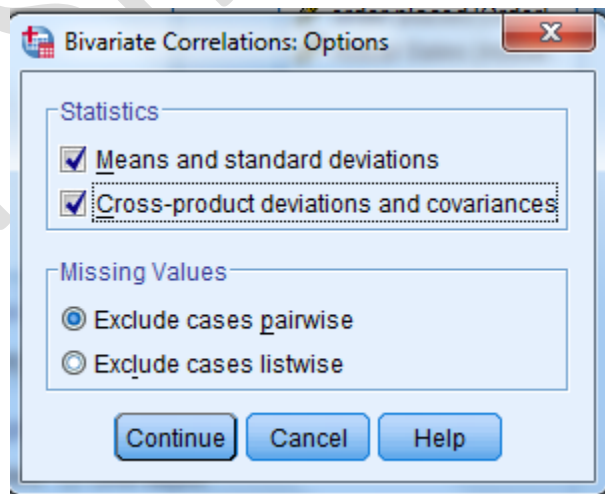 Bivariate Correlations: Options
Statistics
Means and standard deviations
Cross-product deviations and covariances
Missing Values
Exclude cases pairwise
Exclude cases listwise
Continue Cancel Help